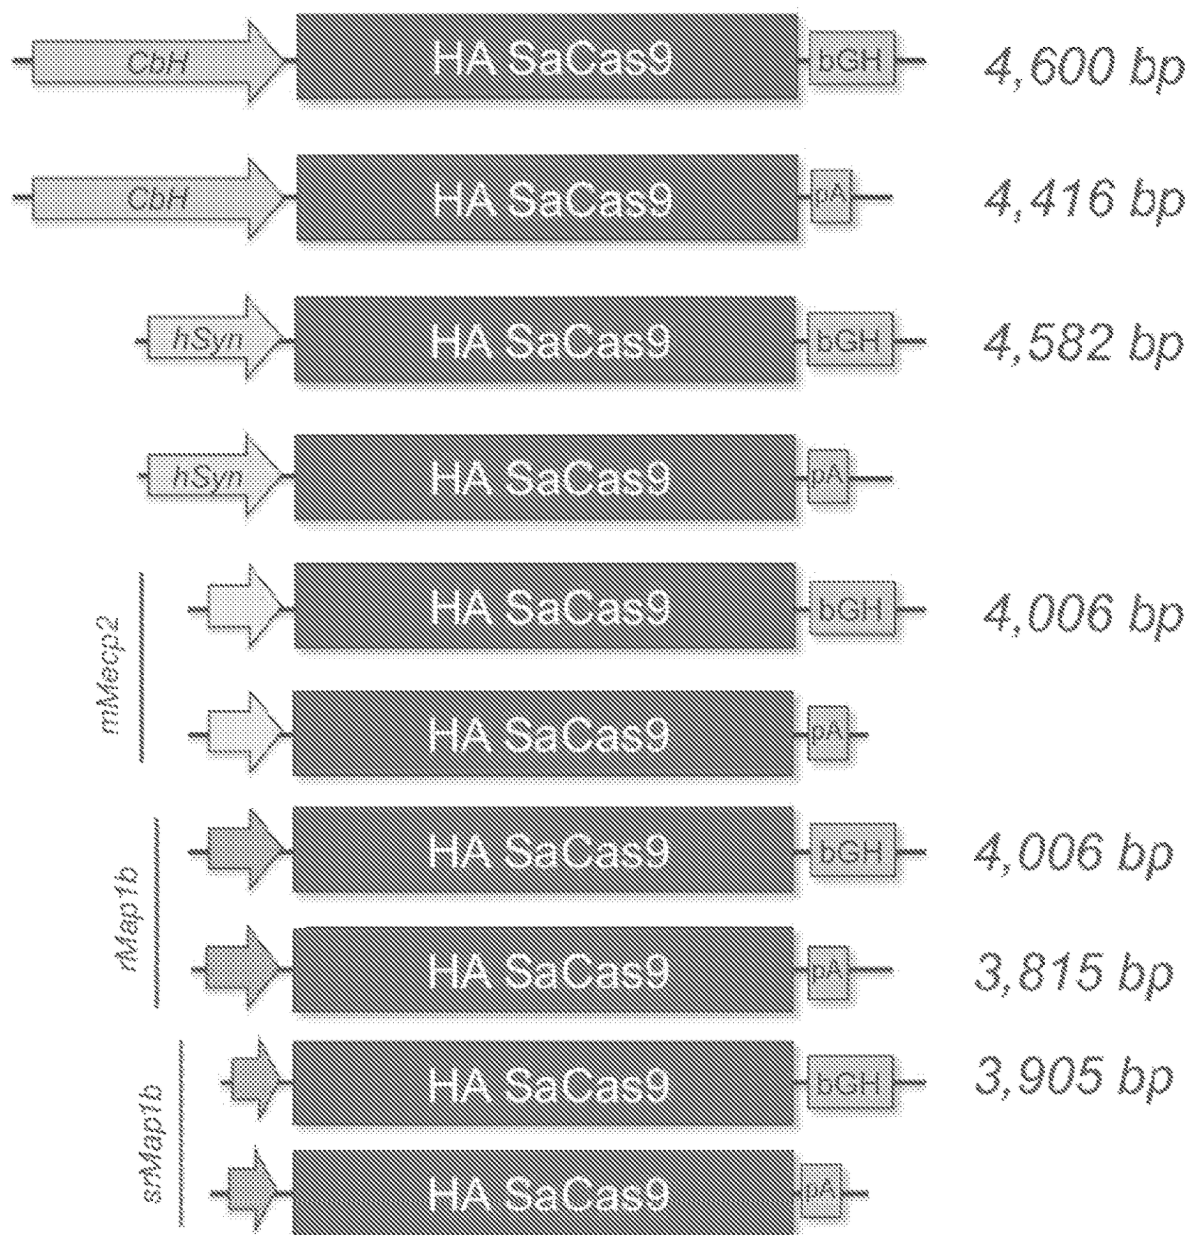 CbH HA SaCas9 bGH 4,600 bp
CbH HA SaCas9 pA 4,416 bp
hSyn HA SaCas9 bGH 4,582 bp
hSyn HA SaCas9 pA
mMecp2
HA SaCas9 bGH 4,006 bp
HA SaCas9 pA
rMap1b
HA SaCas9 bGH 4,006 bp
HA SaCas9 pA 3,815 bp
srMap1b
HA SaCas9 bGH 3,905 bp
HA SaCas9 pA